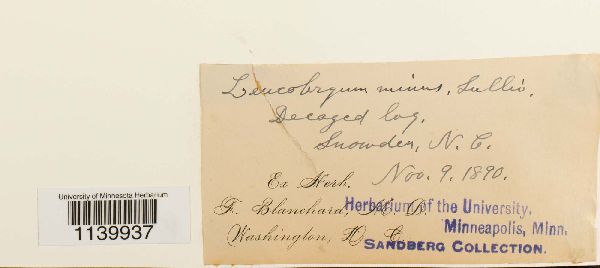 Leucobryum minus, Sulliv.
Decayed log,
Snowden, N. C.
Nov. 9. 1890.
Ex Herb.
F. Blanchard, M. D.
Washington, D. C.
Herbarium of the University.
Minneapolis, Minn.
SANDBERG COLLECTION.
University of Minnesota Herbarium
1139937